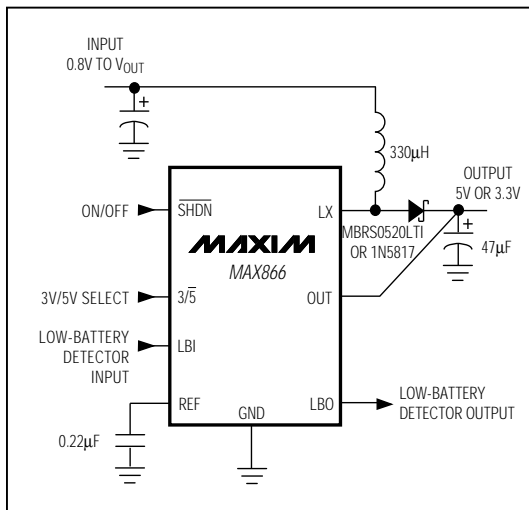 INPUT
0.8V TO VOUT
330μH
OUTPUT
5V OR 3.3V
ON/OFF
SHDN
LX
MBRS0520LTI
OR 1N5817
47μF
MAXIM
MAX866
3V/5V SELECT
3/5
OUT
LOW-BATTERY
DETECTOR
INPUT
LBI
REF
GND
LBO
LOW-BATTERY
DETECTOR OUTPUT
0.22μF
+
+